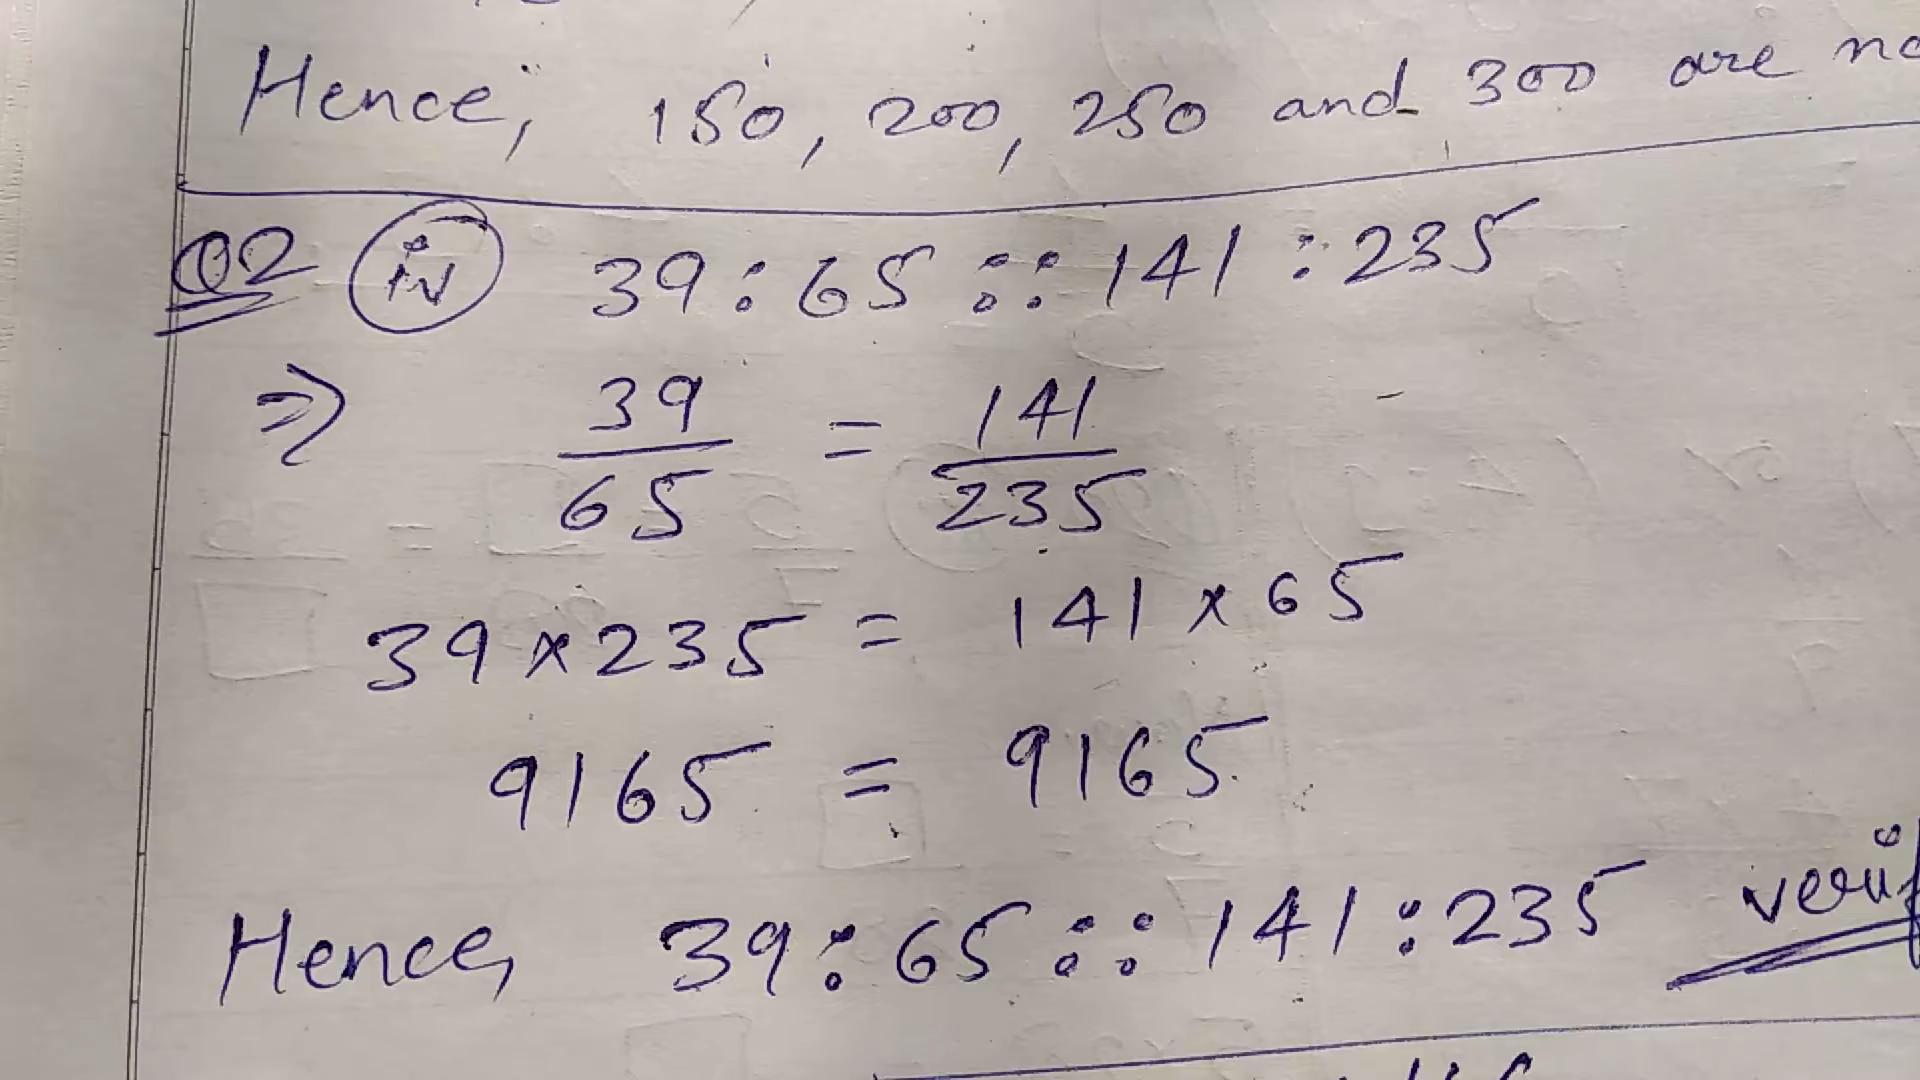 Hence, 150, 200, 250 and 300 are
Q2 (iv) 39 : 65 :: 141 : 235
⇒ 39/65 = 141/235
39 × 235 = 141 × 65
9165 = 9165
Hence, 39 : 65 :: 141 : 235